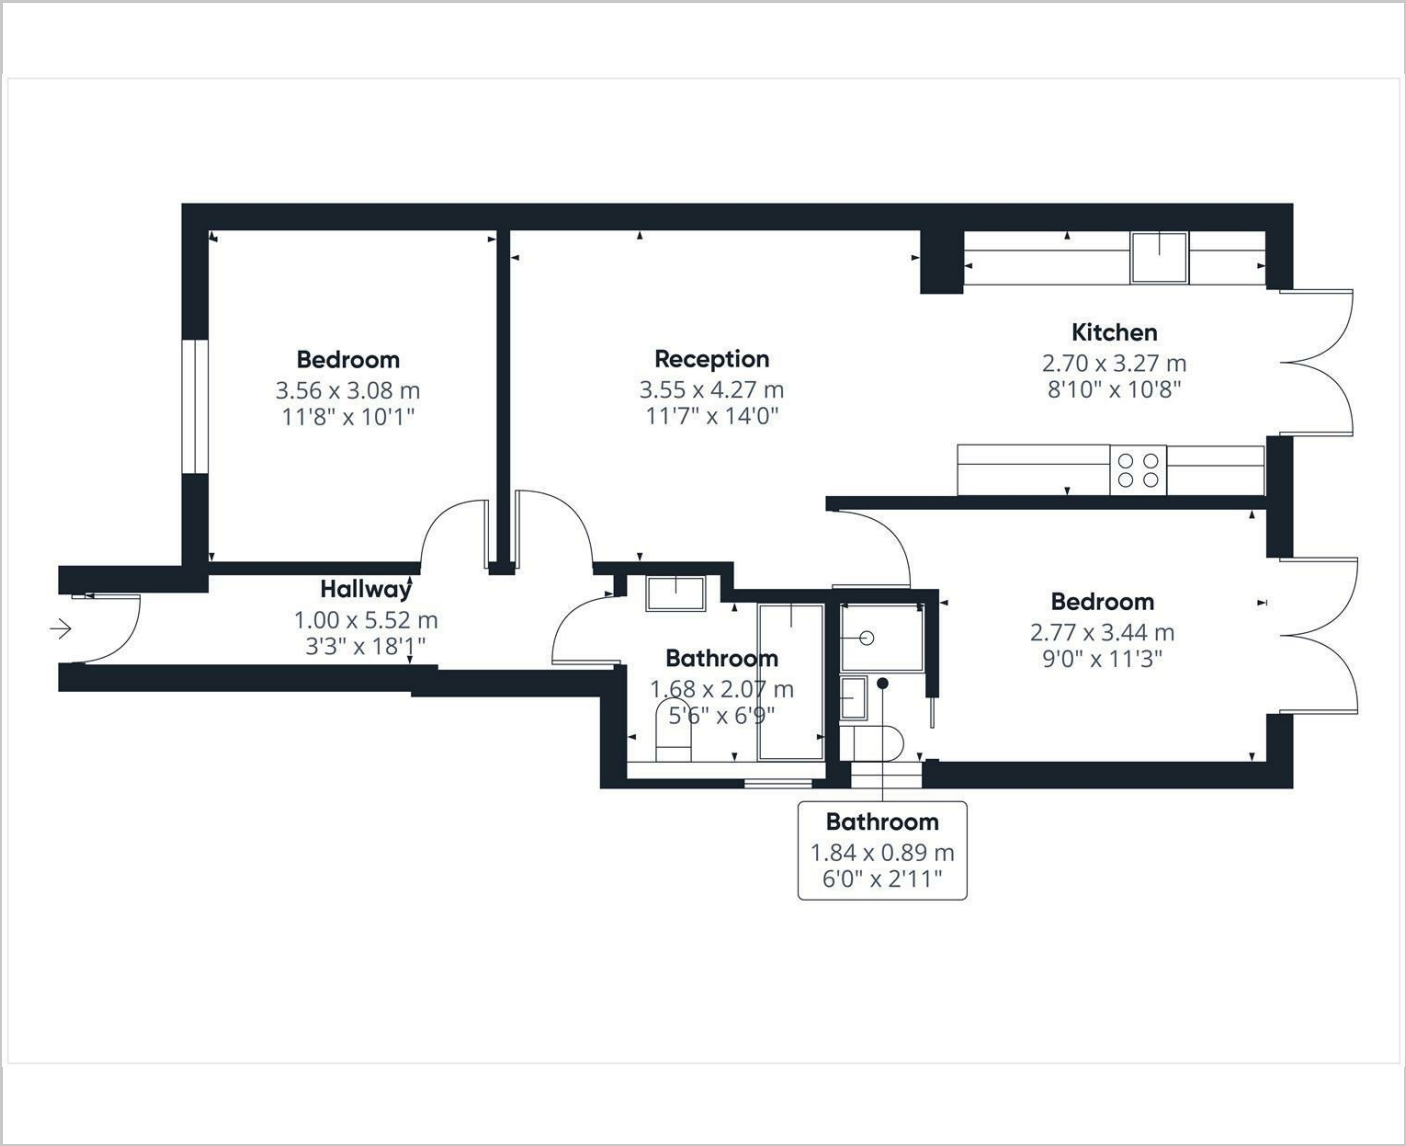 Bedroom
3.56 x 3.08 m
11'8" x 10'1"
Reception
3.55 x 4.27 m
11'7" x 14'0"
Kitchen
2.70 x 3.27 m
8'10" x 10'8"
Hallway
1.00 x 5.52 m
3'3" x 18'1"
Bathroom
1.68 x 2.07 m
5'6" x 6'9"
Bedroom
2.77 x 3.44 m
9'0" x 11'3"
Bathroom
1.84 x 0.89 m
6'0" x 2'11"